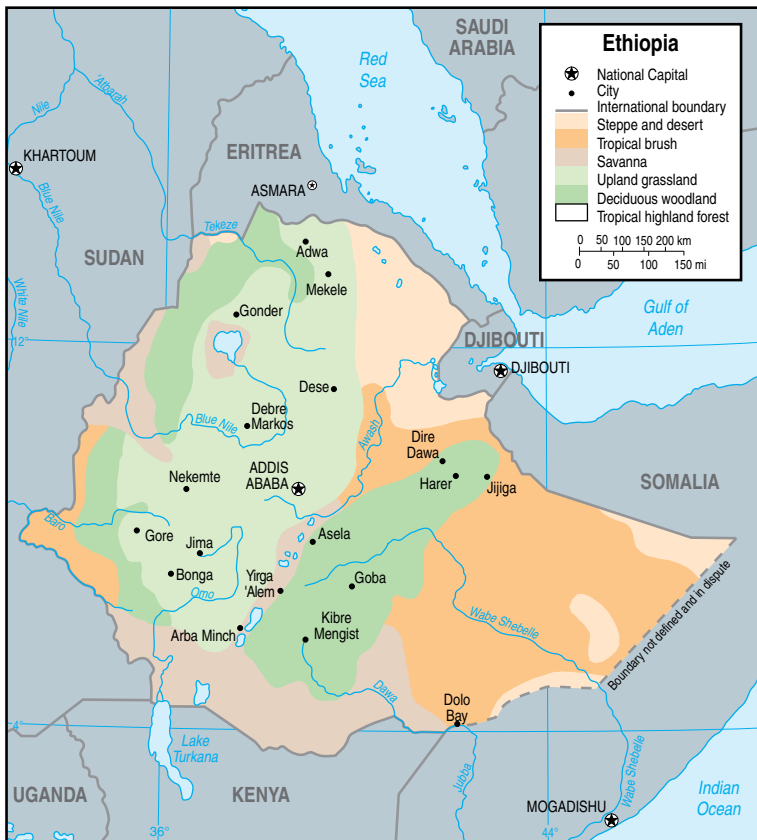 SAUDI
ARABIA
Red
Sea
Ethiopia
National Capital
City
International boundary
Steppe and desert
Tropical brush
Savanna
Upland grassland
Deciduous woodland
Tropical highland forest
0 50 100 150 200 km
0 50 100 150 mi
Nile
'Atbarah
KHARTOUM
Blue Nile
ERITREA
ASMARA
Tekeze
SUDAN
Adwa
Mekele
White Nile
Gonder
12°
Gulf of
Aden
DJIBOUTI
DJIBOUTI
Dese
Blue Nile
Debre
Markos
Awash
Dire
Dawa
Nekemte
ADDIS
ABABA
Harer
Jijiga
SOMALIA
Baro
Gore
Jima
Asela
Bonga
Omo
Yirga
'Alem
Goba
Arba Minch
Kibre
Mengist
Wabe Shebelle
Boundary not defined and in dispute
Dawa
Dolo
Bay
4°
Lake
Turkana
Jubba
Wabe Shebelle
UGANDA
KENYA
MOGADISHU
Indian
Ocean
36°
44°